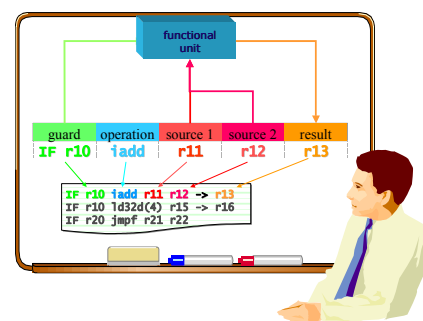 functional
unit
guard operation source 1 source 2 result
IF r10 iadd r11 r12 r13
IF r10 iadd r11 r12 -> r13
IF r10 ld32d(4) r15 -> r16
IF r20 jmpf r21 r22